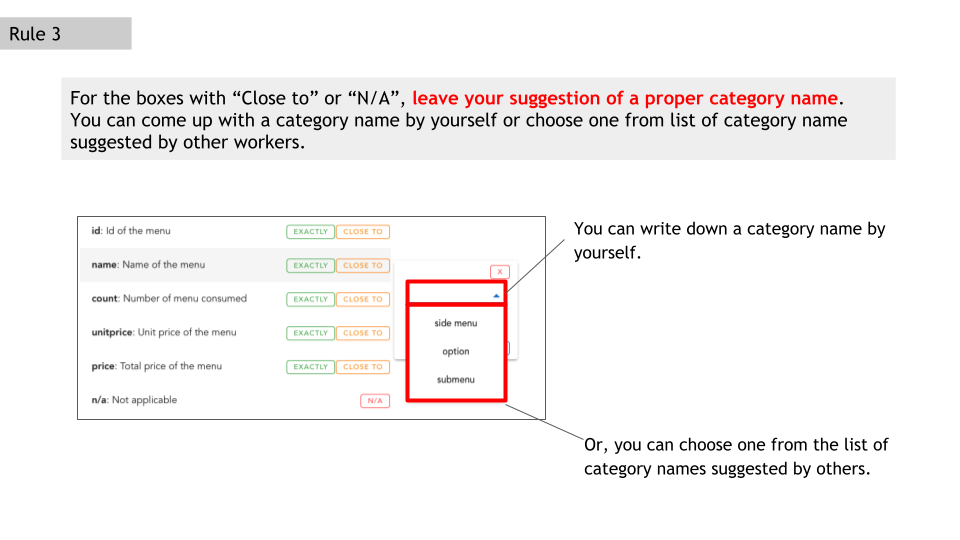 Rule 3
For the boxes with “Close to” or “N/A”, leave your suggestion of a proper category name.
You can come up with a category name by yourself or choose one from list of category name
suggested by other workers.
id: Id of the menu EXACTLY CLOSE TO
name: Name of the menu EXACTLY CLOSE TO
X
count: Number of menu consumed EXACTLY CLOSE TO
side menu
unitprice: Unit price of the menu EXACTLY CLOSE TO
option
price: Total price of the menu EXACTLY CLOSE TO
submenu
n/a: Not applicable N/A
You can write down a category name by
yourself.
Or, you can choose one from the list of
category names suggested by others.